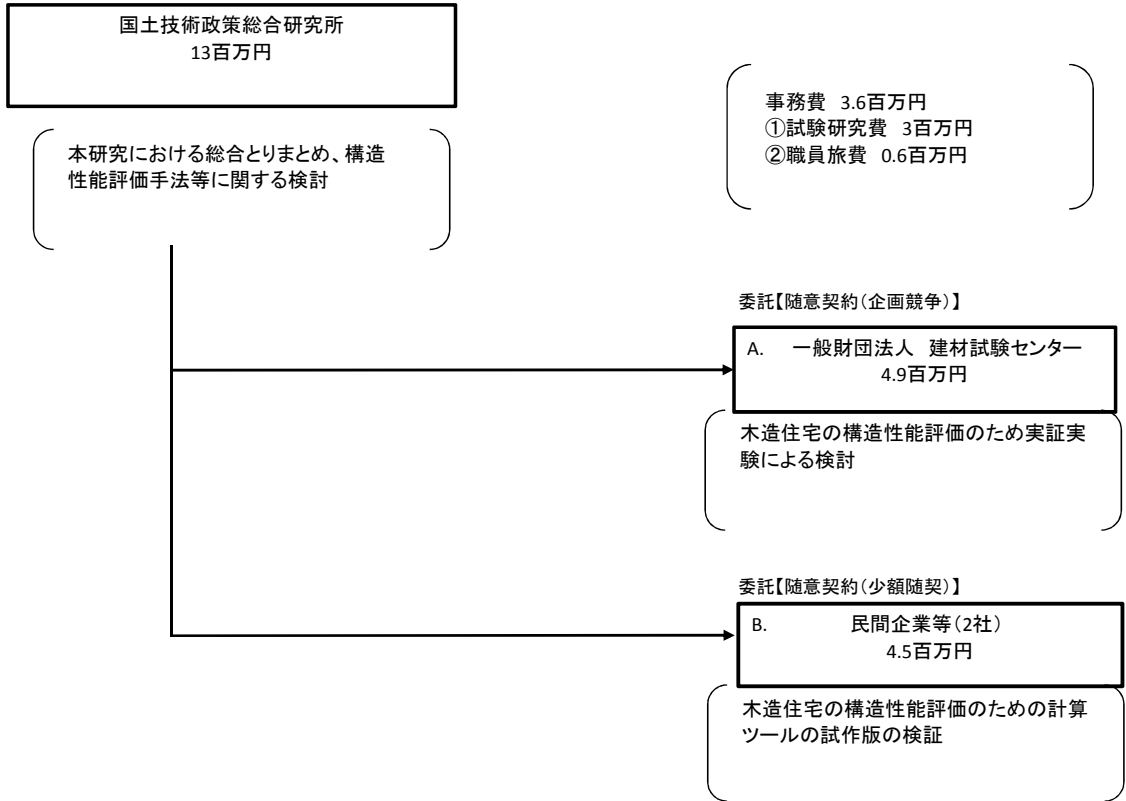 国土技術政策総合研究所
13百万円
本研究における総合とりまとめ、構造
性能評価手法等に関する検討
事務費 3.6百万円
①試験研究費 3百万円
②職員旅費 0.6百万円
委託【随意契約(企画競争)】
A. 一般財団法人 建材試験センター
4.9百万円
木造住宅の構造性能評価のため実証実
験による検討
委託【随意契約(少額随契)】
B. 民間企業等(2社)
4.5百万円
木造住宅の構造性能評価のための計算
ツールの試作版の検証